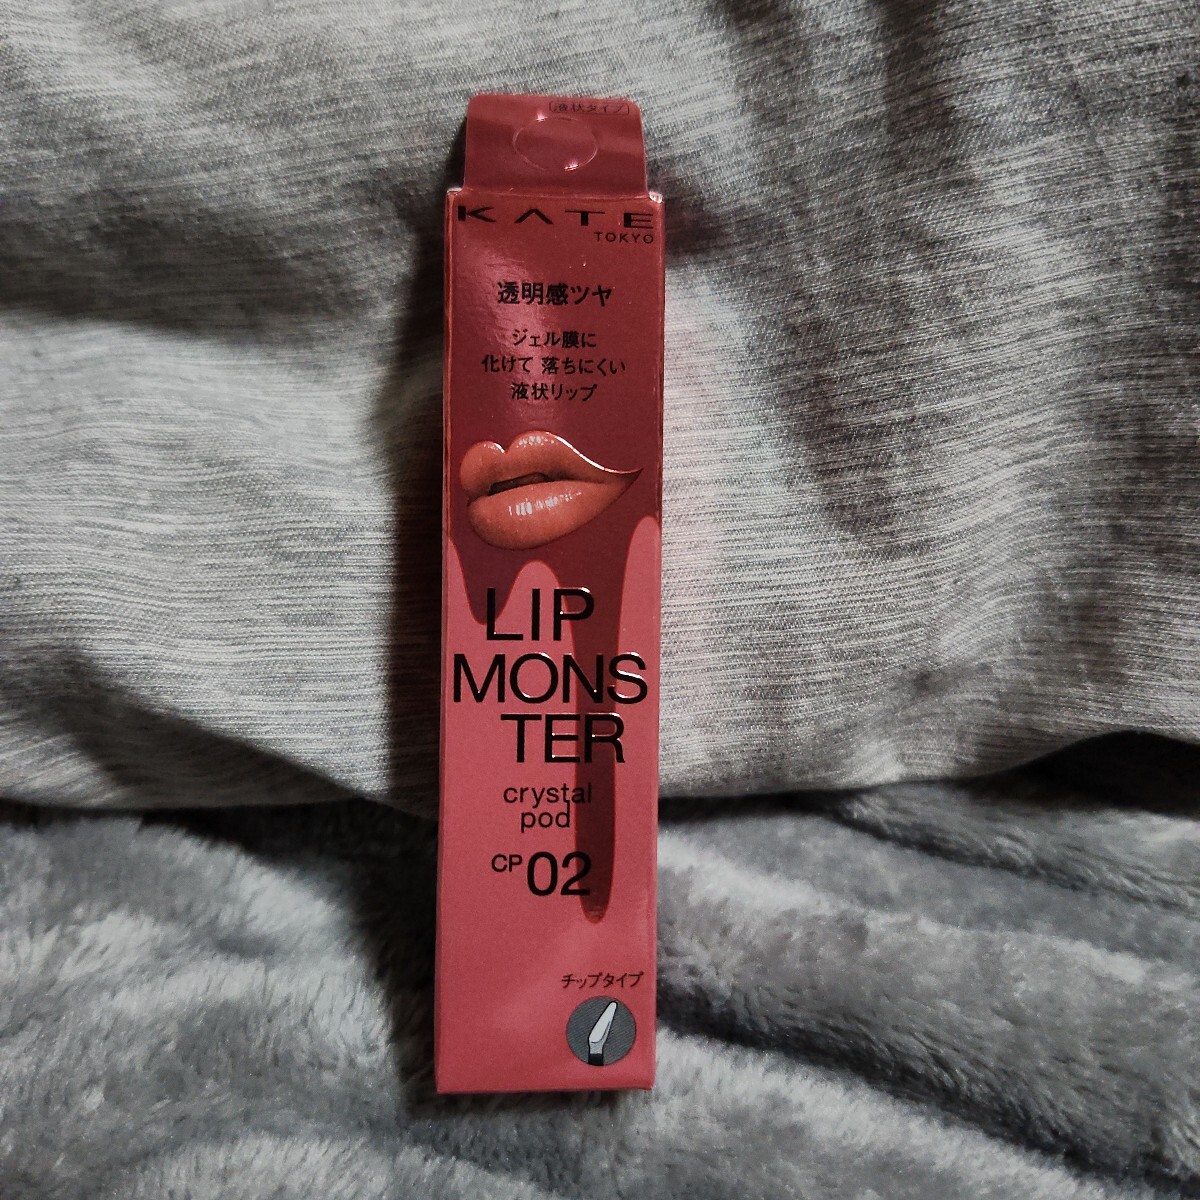 液状タイプ
KATE
TOKYO
透明感ツヤ
ジェル膜に
化けて 落ちにくい
液状リップ
LIP
MONS
TER
crystal
pod
CP 02
チップタイプ